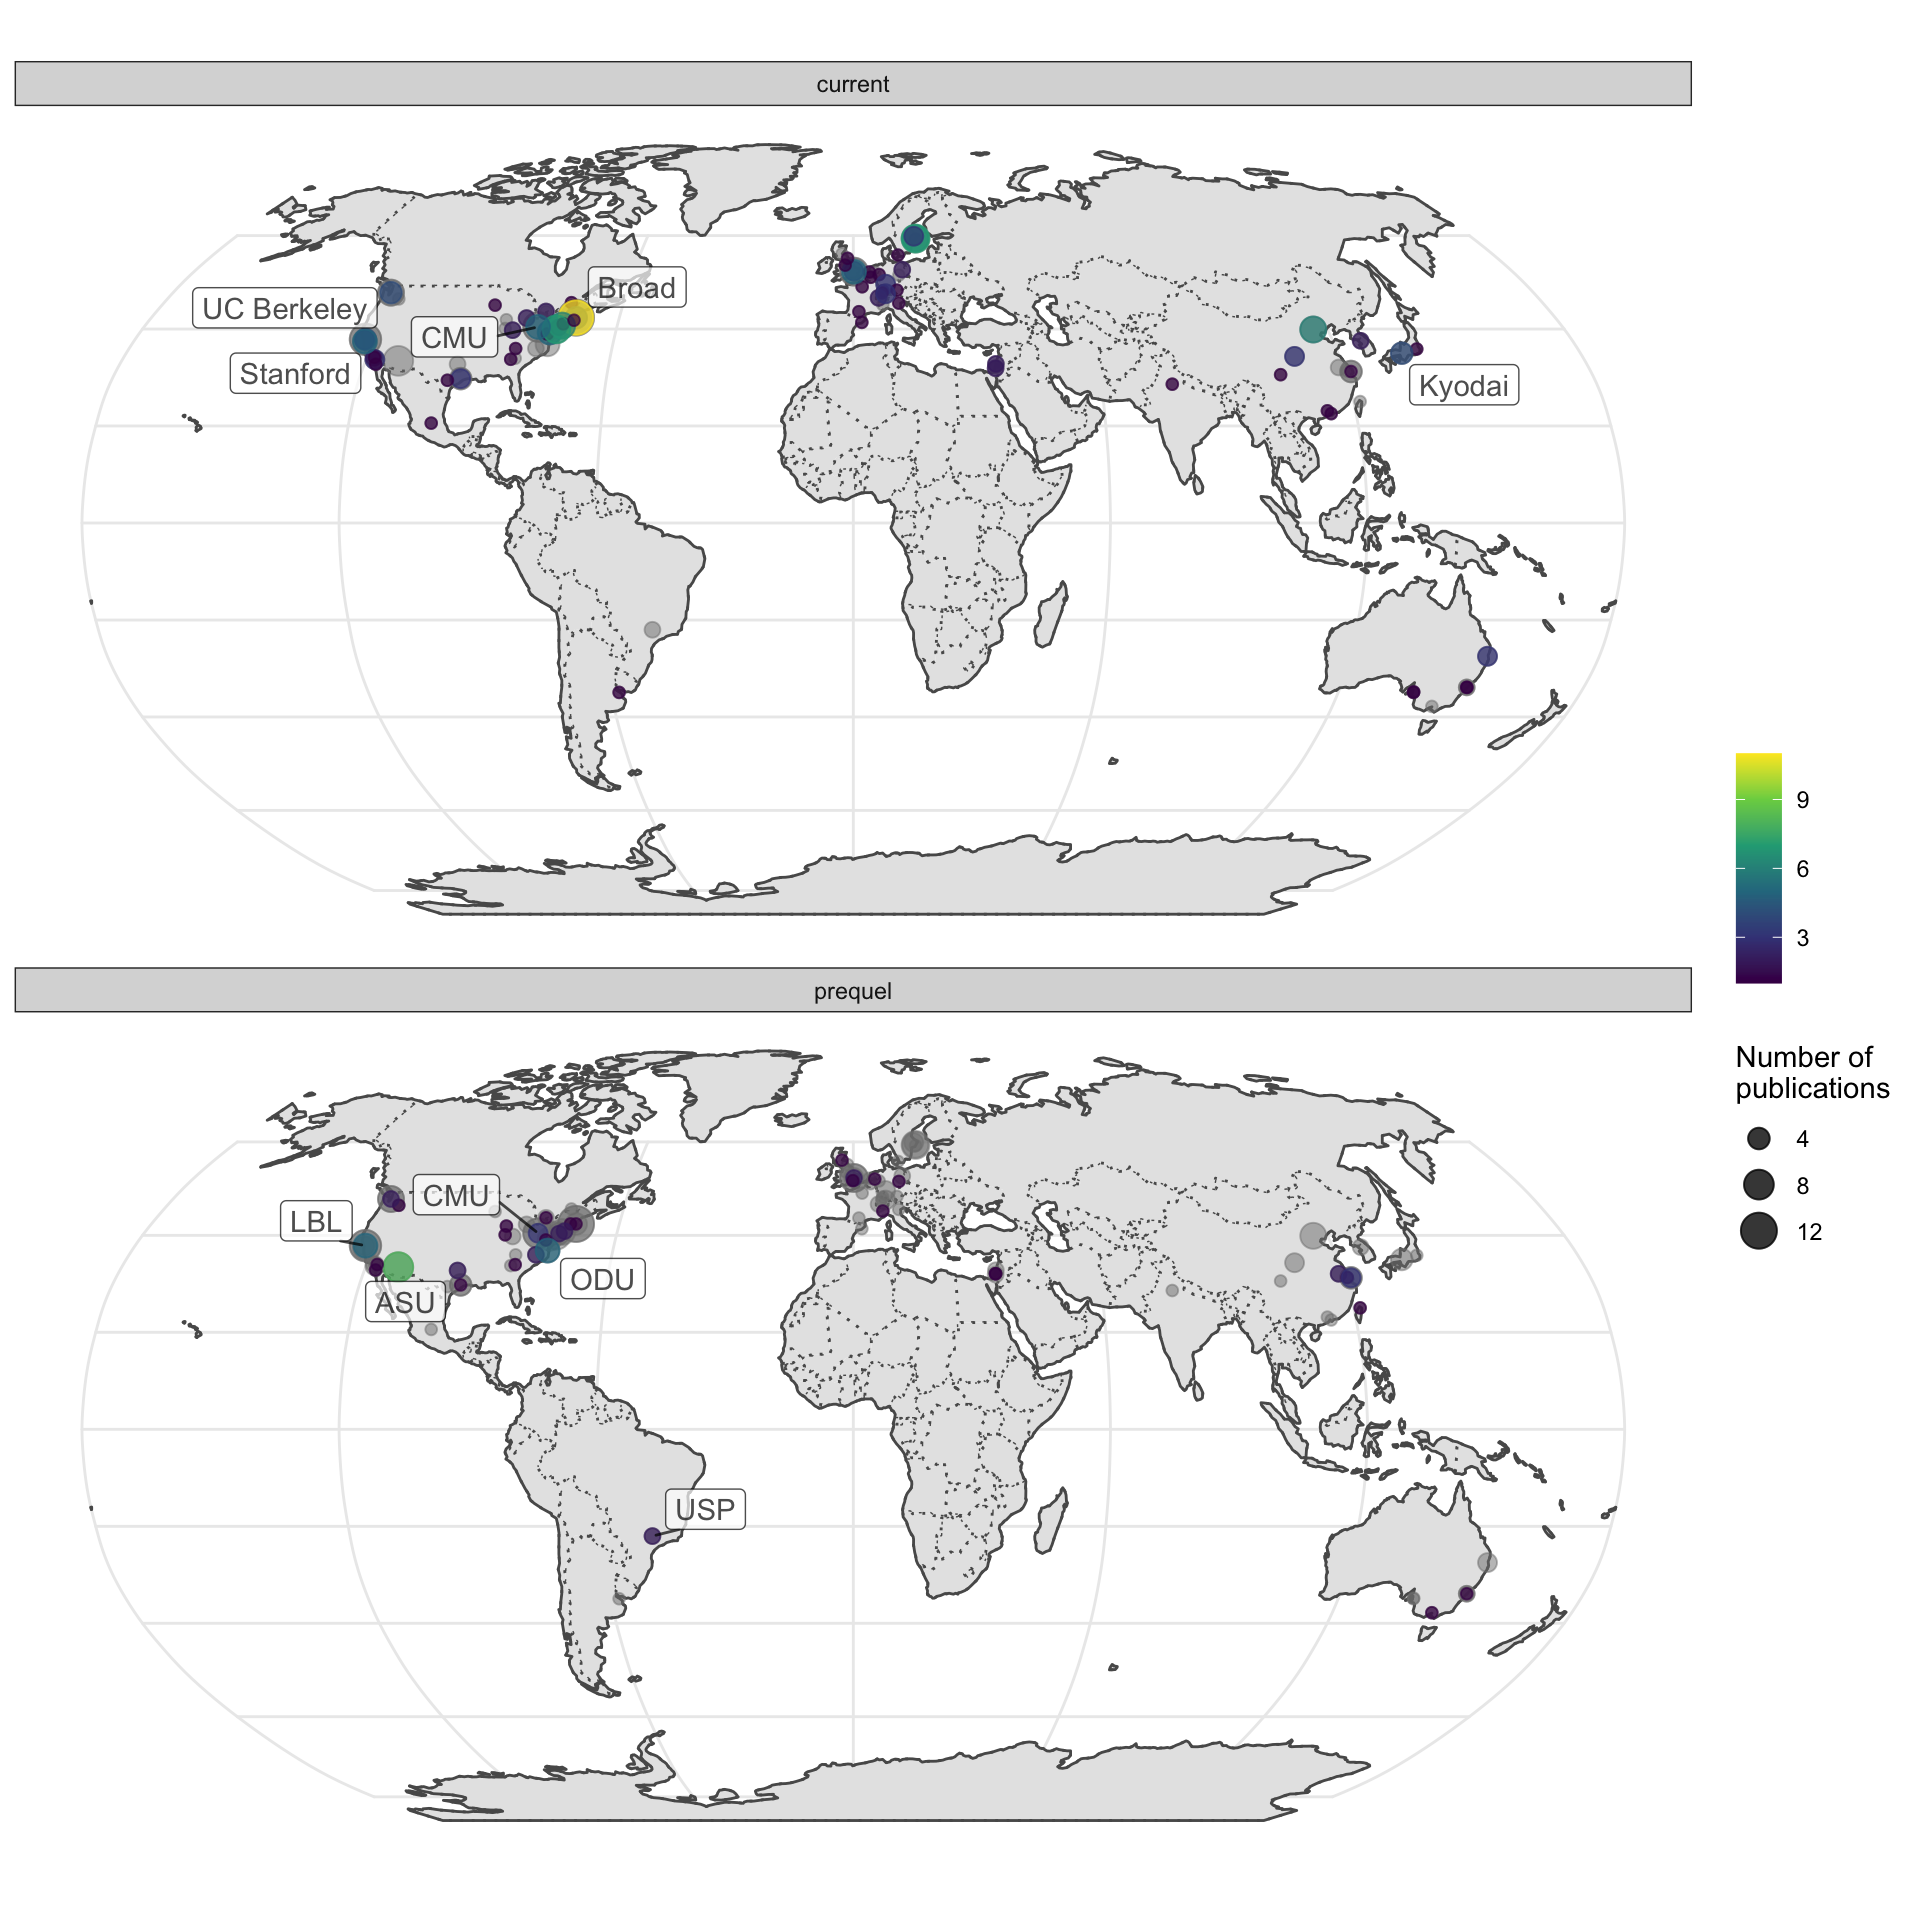 current
Broad
UC Berkeley
CMU
Stanford
Kyodai
9
6
3
prequel
Number of
publications
4
8
12
CMU
LBL
ODU
ASU
USP